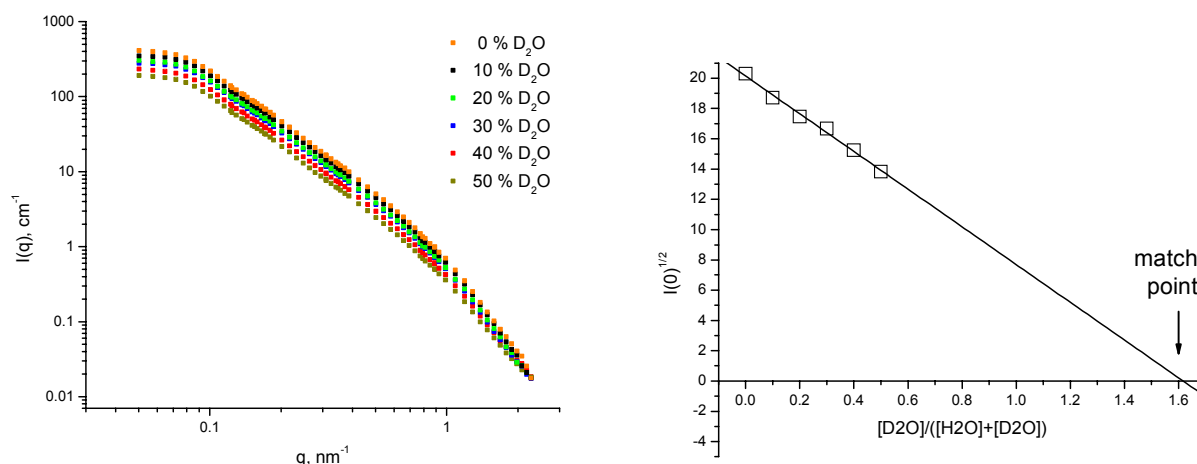 1000
100
10
1
0.1
0.01
I(q), cm⁻¹
0.1
1
q, nm⁻¹
0 % D₂O
10 % D₂O
20 % D₂O
30 % D₂O
40 % D₂O
50 % D₂O
20
18
16
14
12
10
8
6
4
2
0
-2
-4
I(0)¹ᐟ²
0.0
0.2
0.4
0.6
0.8
1.0
1.2
1.4
1.6
[D2O]/([H2O]+[D2O])
match
point